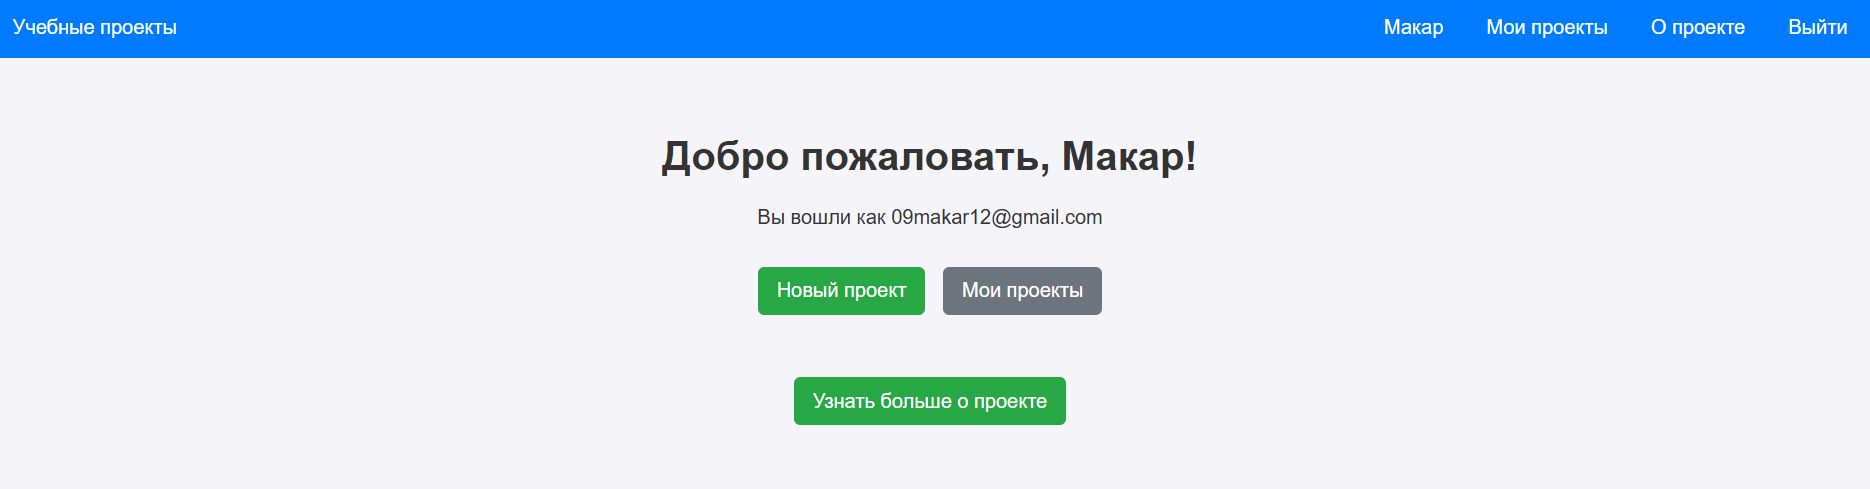 Учебные проекты Макар Мои проекты О проекте Выйти
Добро пожаловать, Макар!
Вы вошли как 09makar12@gmail.com
Новый проект Мои проекты
Узнать больше о проекте